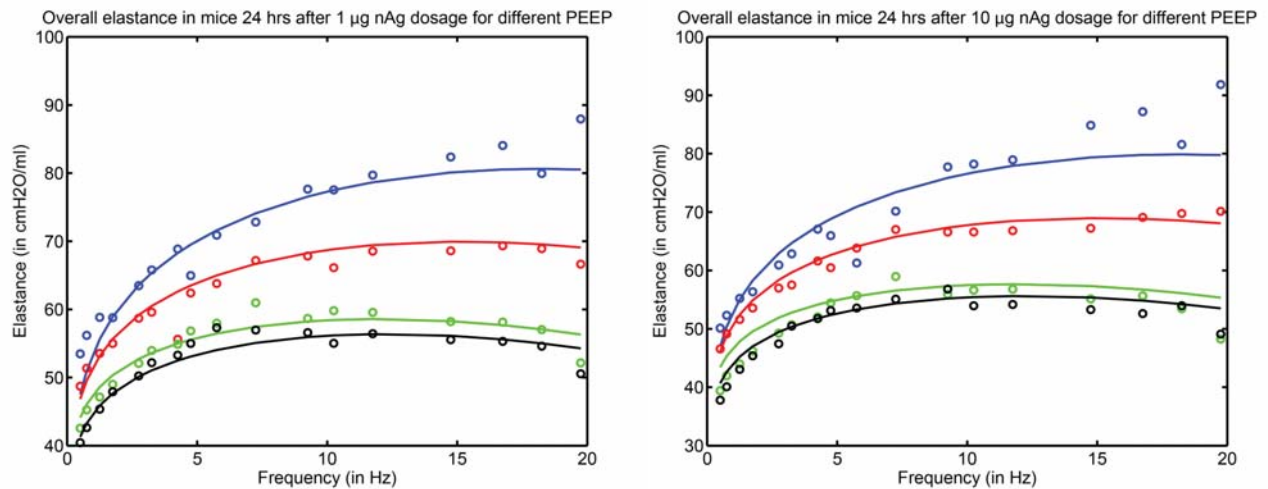 Overall elastance in mice 24 hrs after 1 µg nAg dosage for different PEEP
100
90
80
70
60
50
40
Elastance (in cmH2O/ml)
0 5 10 15 20
Frequency (in Hz)
Overall elastance in mice 24 hrs after 10 µg nAg dosage for different PEEP
100
90
80
70
60
50
40
30
Elastance (in cmH2O/ml)
0 5 10 15 20
Frequency (in Hz)